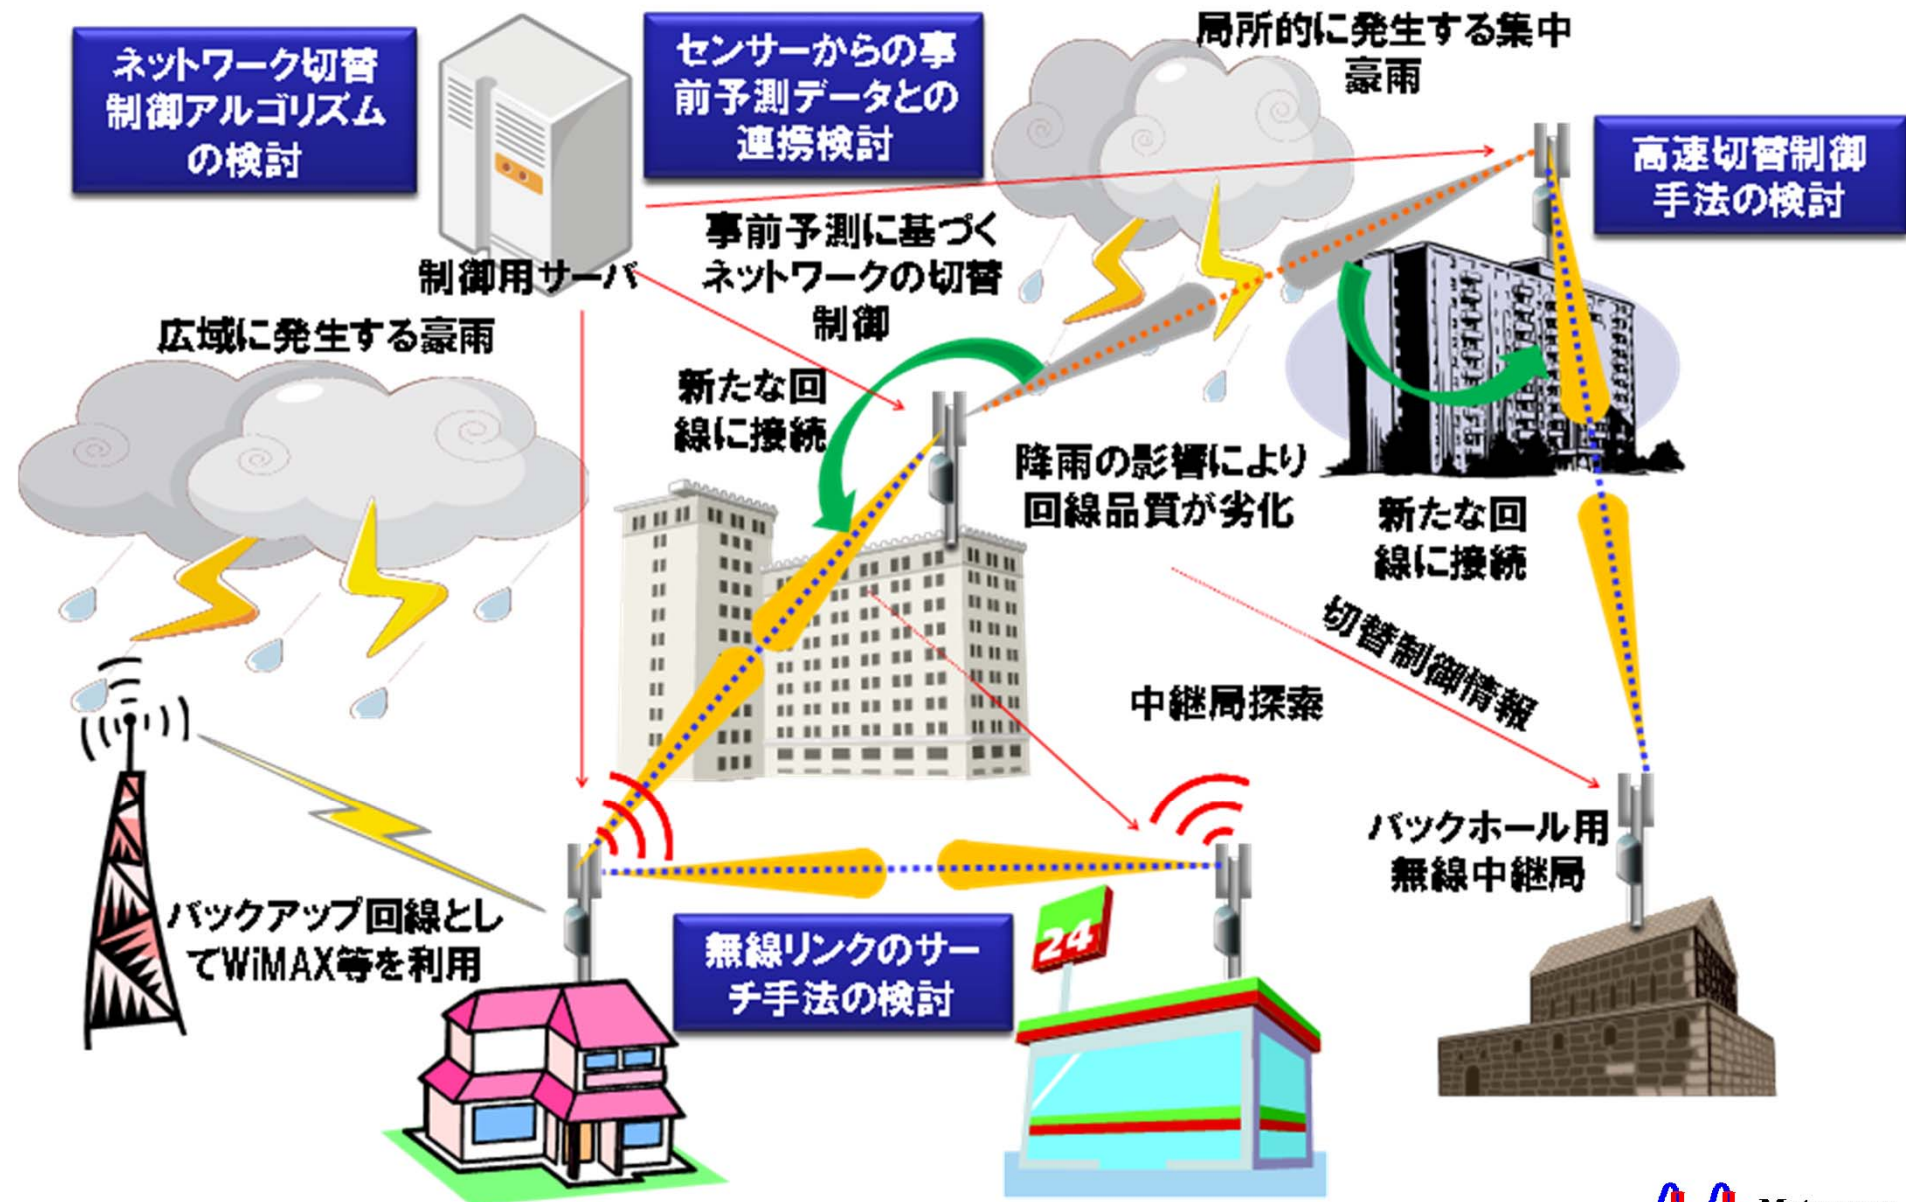 ネットワーク切替
制御アルゴリズム
の検討
センサーからの事
前予測データとの
連携検討
局所的に発生する集中
豪雨
高速切替制御
手法の検討
制御用サーバ
事前予測に基づく
ネットワークの切替
制御
広域に発生する豪雨
新たな回
線に接続
降雨の影響により
回線品質が劣化
新たな回
線に接続
切替制御情報
中継局探索
バックホール用
無線中継局
バックアップ回線とし
てWiMAX等を利用
無線リンクのサー
チ手法の検討
24